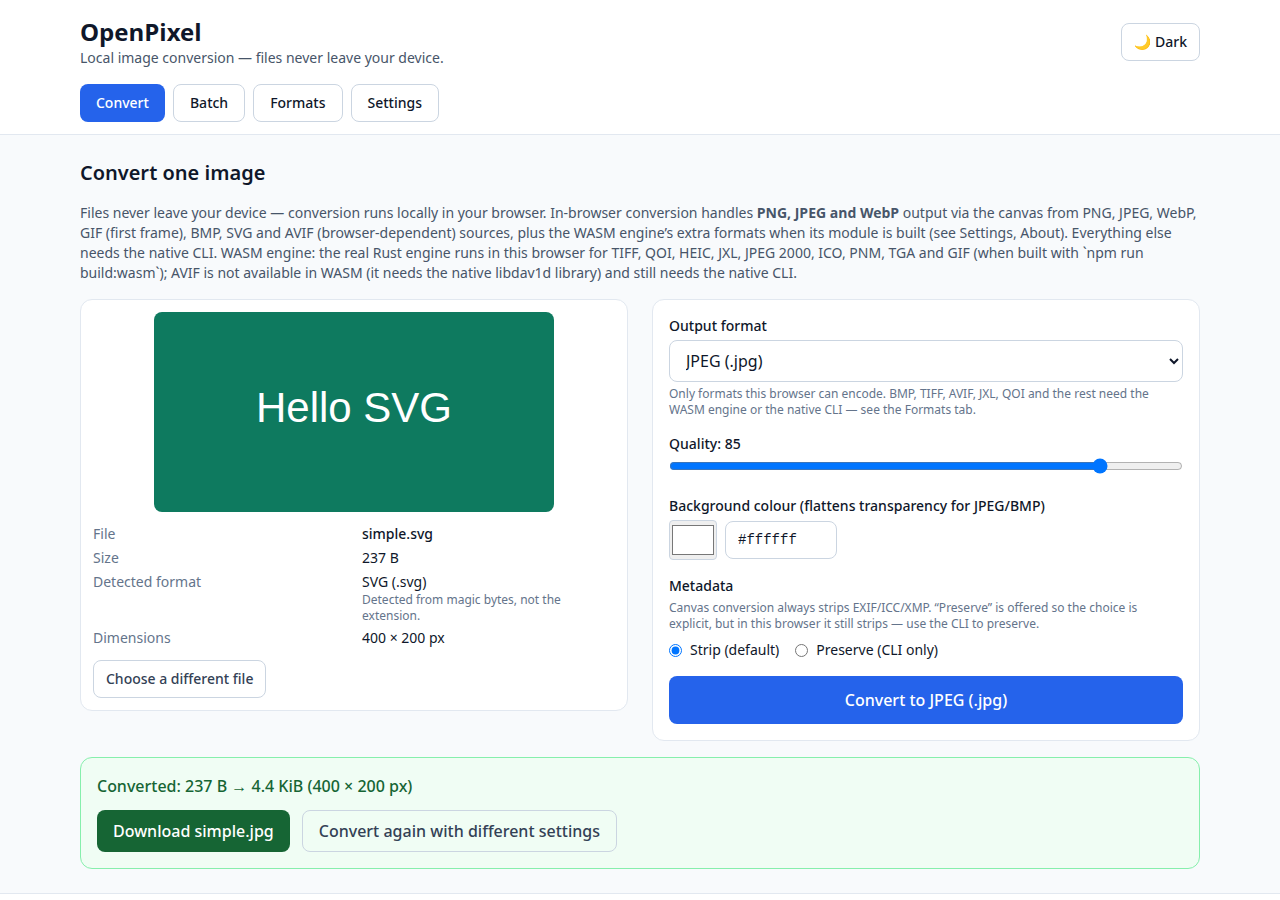 OpenPixel
Local image conversion — files never leave your device.
🌙 Dark
Convert
Batch
Formats
Settings
Convert one image
Files never leave your device — conversion runs locally in your browser. In-browser conversion handles PNG, JPEG and WebP output via the canvas from PNG, JPEG, WebP,
GIF (first frame), BMP, SVG and AVIF (browser-dependent) sources, plus the WASM engine’s extra formats when its module is built (see Settings, About). Everything else
needs the native CLI. WASM engine: the real Rust engine runs in this browser for TIFF, QOI, HEIC, JXL, JPEG 2000, ICO, PNM, TGA and GIF (when built with `npm run
build:wasm`); AVIF is not available in WASM (it needs the native libdav1d library) and still needs the native CLI.
Hello SVG
File simple.svg
Size 237 B
Detected format SVG (.svg)
Detected from magic bytes, not the
extension.
Dimensions 400 × 200 px
Choose a different file
Output format
JPEG (.jpg)
Only formats this browser can encode. BMP, TIFF, AVIF, JXL, QOI and the rest need the
WASM engine or the native CLI — see the Formats tab.
Quality: 85
Background colour (flattens transparency for JPEG/BMP)
#ffffff
Metadata
Canvas conversion always strips EXIF/ICC/XMP. “Preserve” is offered so the choice is
explicit, but in this browser it still strips — use the CLI to preserve.
Strip (default) Preserve (CLI only)
Convert to JPEG (.jpg)
Converted: 237 B → 4.4 KiB (400 × 200 px)
Download simple.jpg
Convert again with different settings